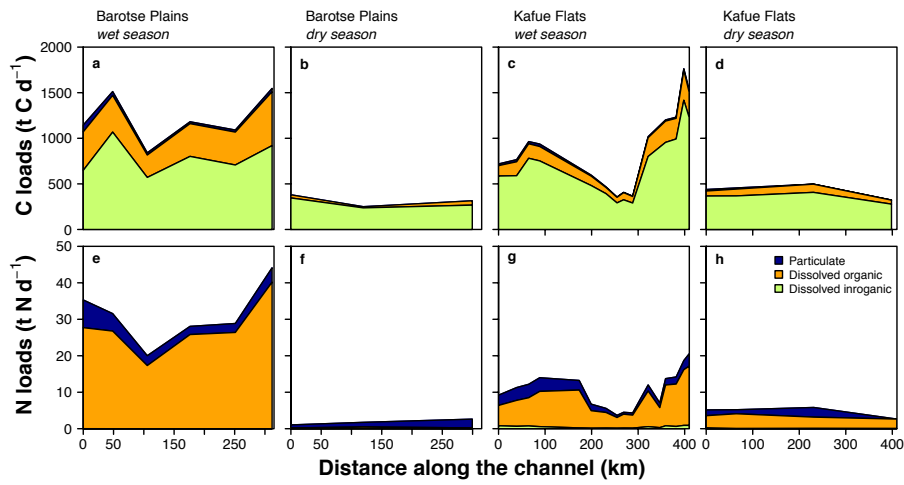 Barotse Plains
wet season
Barotse Plains
dry season
Kafue Flats
wet season
Kafue Flats
dry season
C loads (t C d⁻¹)
2000
1500
1000
500
0
a
b
c
d
N loads (t N d⁻¹)
50
40
30
20
10
0
e
f
g
h
Particulate
Dissolved organic
Dissolved inroganic
0 50 150 250
0 50 150 250
0 100 200 300 400
0 100 200 300 400
Distance along the channel (km)